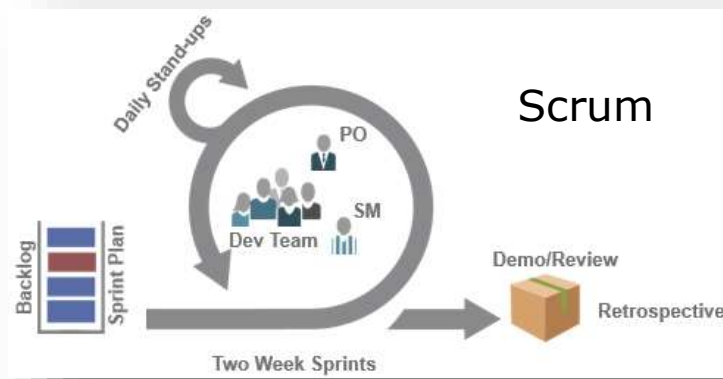 Scrum
Daily Stand-ups
PO
SM
Dev Team
Backlog
Sprint Plan
Demo/Review
Retrospective
Two Week Sprints